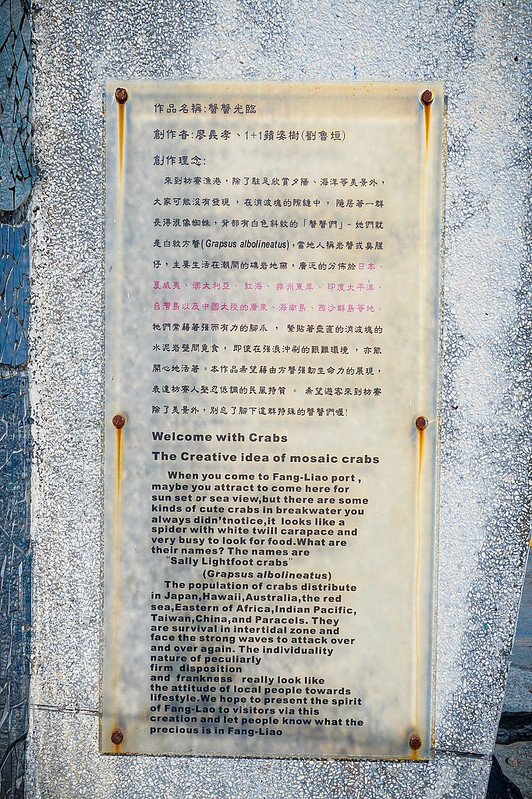 作品名稱:蟹蟹光臨
創作者:廖義孝、1+1蘋婆樹(劉魯垣)
創作理念:
來到枋寮漁港，除了駐足欣賞夕陽、海洋等美景外，
大家可能沒有發現，在消波塊的隙縫中，隱居著一群
長得很像蜘蛛，背部有白色斜紋的「蟹蟹們」- 她們就
是白紋方蟹(Grapsus albolineatus)，當地人稱岩蟹或臭腥
仔，主要生活在潮間的礁岩地帶，廣泛的分佈於日本、
夏威夷、澳大利亞、紅海、非洲東岸、印度太平洋、
台灣島以及中國大陸的廣東、海南島、西沙群島等地。
牠們常藉著強而有力的腳爪，緊貼著垂直的消波塊的
水泥岩壁間覓食，即使在強浪沖刷的艱難環境，亦能
開心地活著。本作品希望藉由方蟹強韌生命力的展現，
表達枋寮人堅忍低調的民風特質。希望遊客來到枋寮
除了美景外，別忘了腳下這群特殊的蟹蟹們喔!
Welcome with Crabs
The Creative idea of mosaic crabs
When you come to Fang-Liao port ,
maybe you attract to come here for
sun set or sea view,but there are some
kinds of cute crabs in breakwater you
always didn'tnotice,it looks like a
spider with white twill carapace and
very busy to look for food.What are
their names? The names are
"Sally Lightfoot crabs"
(Grapsus albolineatus)
The population of crabs distribute
in Japan,Hawaii,Australia,the red
sea,Eastern of Africa,Indian Pacific,
Taiwan,China,and Paracels. They
are survival in intertidal zone and
face the strong waves to attack over
and over again. The individuality
nature of peculiarly
firm disposition
and frankness really look like
the attitude of local people towards
lifestyle.We hope to present the spirit
of Fang-Lao to visitors via this
creation and let people know what the
precious is in Fang-Liao